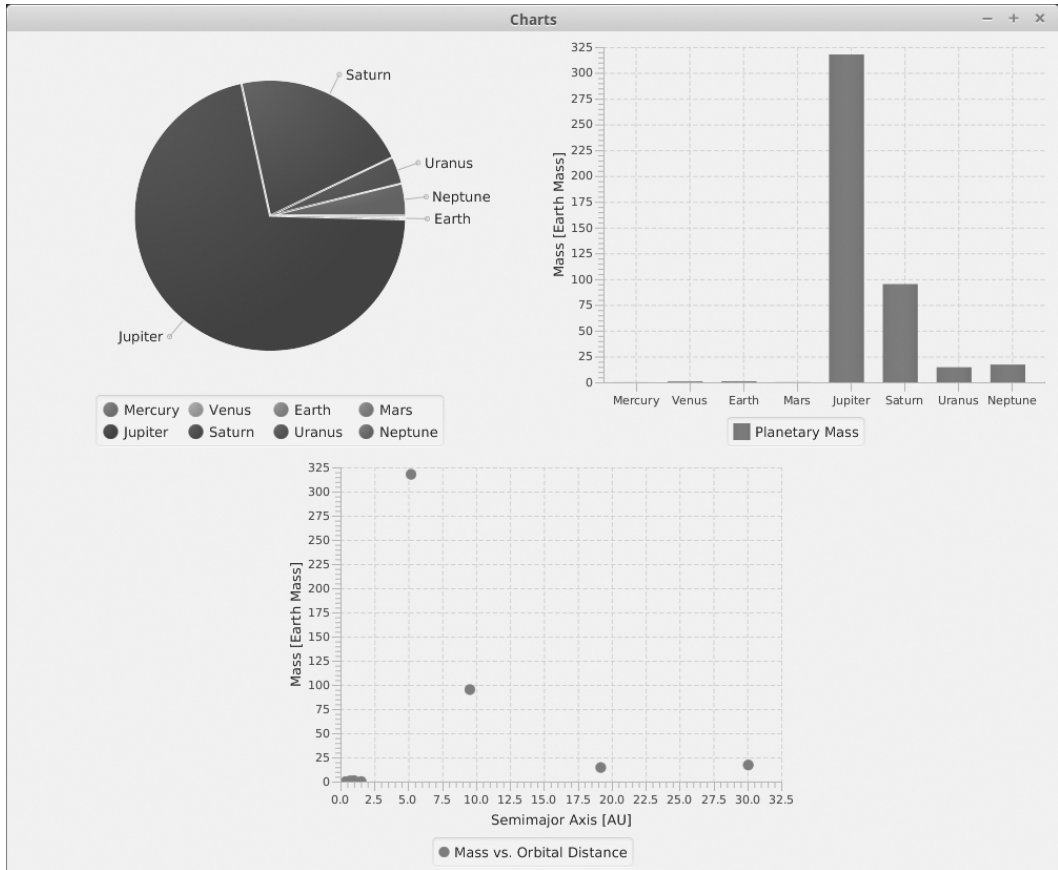 Charts
Saturn
Uranus
Neptune
Earth
Jupiter
Mercury Venus Earth Mars
Jupiter Saturn Uranus Neptune
325
300
275
250
225
200
175
150
125
100
75
50
25
0
Mass [Earth Mass]
Mercury Venus Earth Mars Jupiter Saturn Uranus Neptune
Planetary Mass
325
300
275
250
225
200
175
150
125
100
75
50
25
0
Mass [Earth Mass]
0.0 2.5 5.0 7.5 10.0 12.5 15.0 17.5 20.0 22.5 25.0 27.5 30.0 32.5
Semimajor Axis [AU]
Mass vs. Orbital Distance